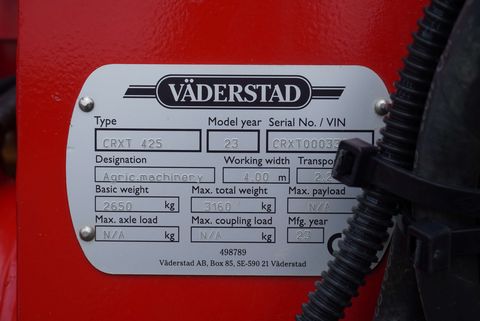 VÄDERSTAD
Type Model year Serial No. / VIN
CRXT 425 23
Designation Working width
Agric.machinery 4.00 m
Basic weight Max. total weight Max. payload
2650 kg 3160 kg N/A
Max. axle load Max. coupling load Mfg. year
N/A kg N/A kg 23
498789
Väderstad AB, Box 85, SE-590 21 Väderstad